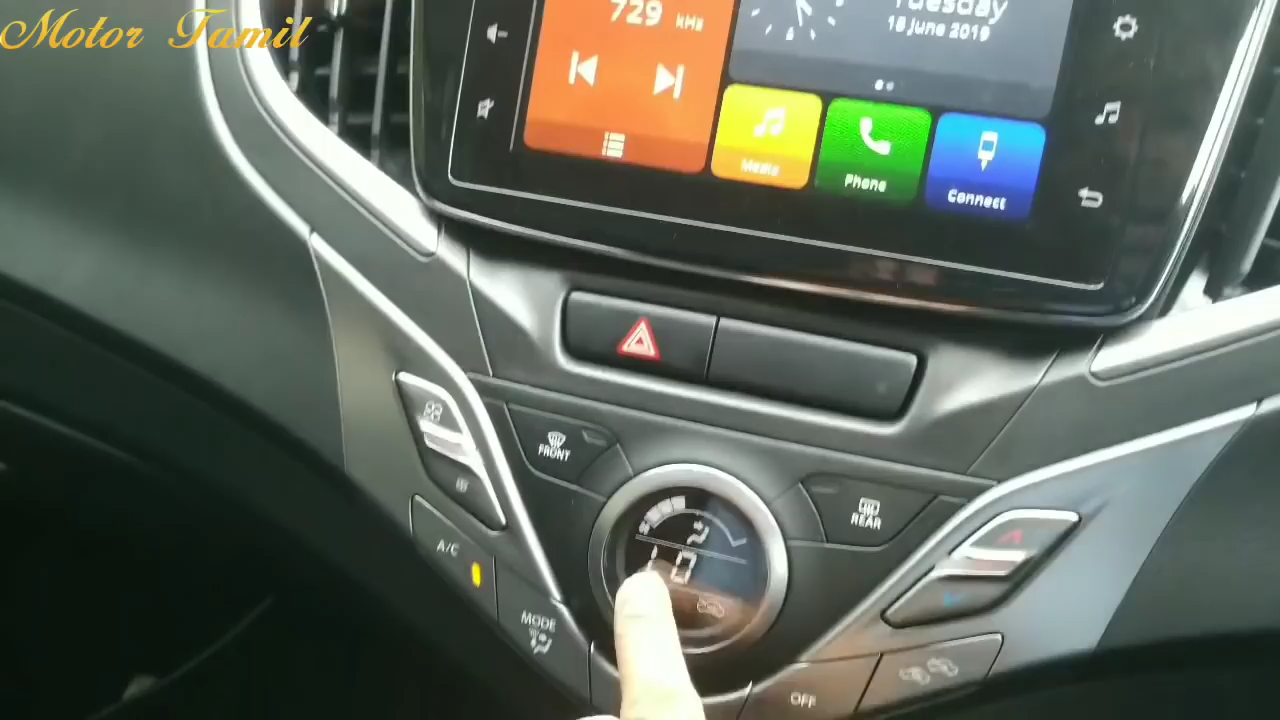 Motor Tamil
729 kHz
Tuesday
18 June 2019
Media
Phone
Connect
FRONT
REAR
A/C
MODE
OFF